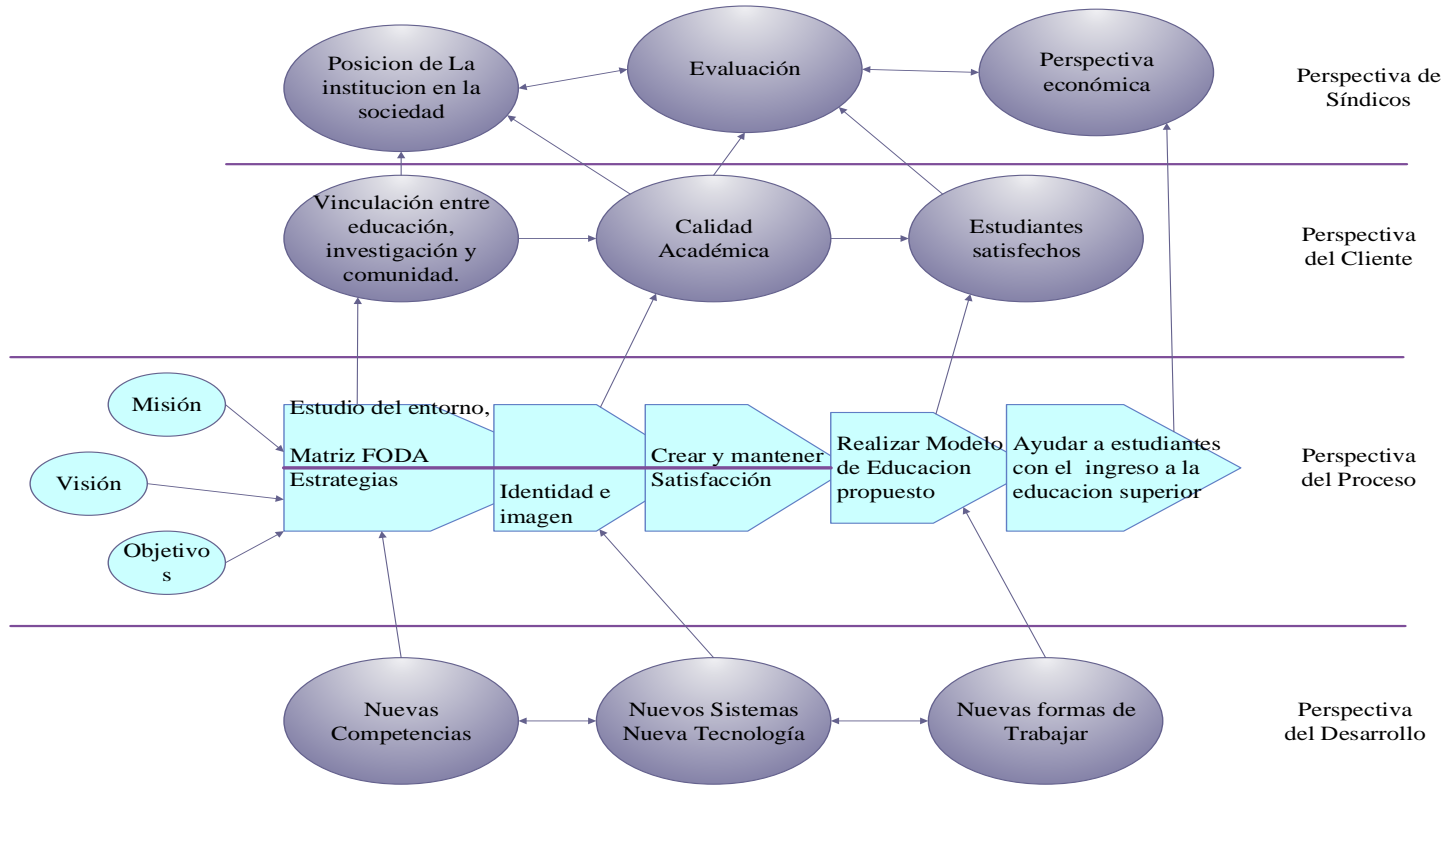 Posicion de La
institucion en la
sociedad
Evaluación
Perspectiva
económica
Perspectiva de
Síndicos
Vinculación entre
educación,
investigación y
comunidad.
Calidad
Académica
Estudiantes
satisfechos
Perspectiva
del Cliente
Misión
Visión
Objetivo
s
Estudio del entorno,
Matriz FODA
Estrategias
Identidad e
imagen
Crear y mantener
Satisfacción
Realizar Modelo
de Educacion
propuesto
Ayudar a estudiantes
con el ingreso a la
educacion superior
Perspectiva
del Proceso
Nuevas
Competencias
Nuevos Sistemas
Nueva Tecnología
Nuevas formas de
Trabajar
Perspectiva
del Desarrollo